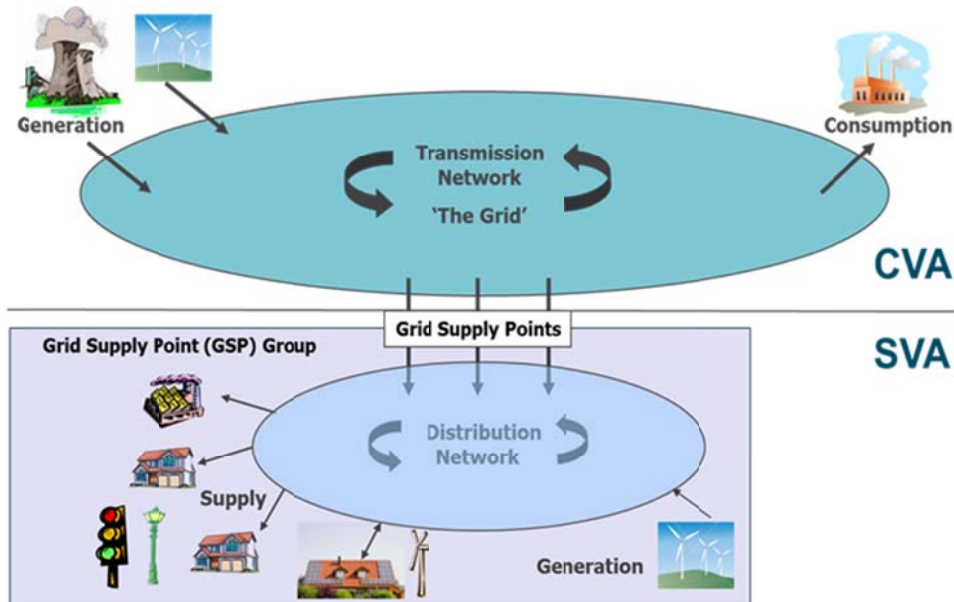 Generation
Consumption
Transmission
Network
'The Grid'
CVA
Grid Supply Points
SVA
Grid Supply Point (GSP) Group
Distribution
Network
Supply
Generation